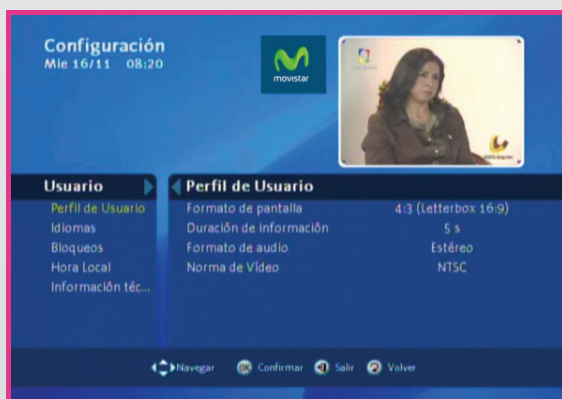 Configuración
Mie 16/11 08:20
movistar
Usuario
Perfil de Usuario
Idiomas
Bloqueos
Hora Local
Información téc...
Perfil de Usuario
Formato de pantalla 4:3 (Letterbox 16:9)
Duración de información 5 s
Formato de audio Estéreo
Norma de Vídeo NTSC
Navegar OK Confirmar Salir Volver